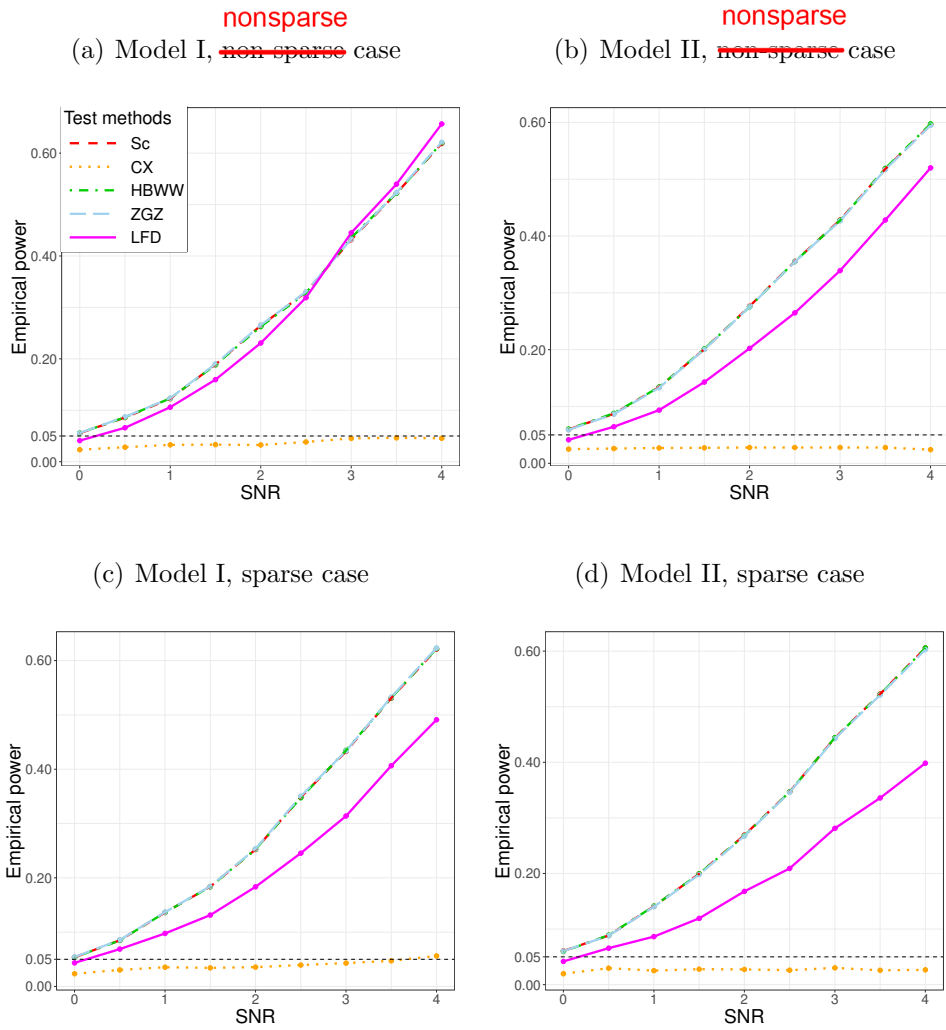 nonsparse
(a) Model I, non-sparse case
nonsparse
(b) Model II, non-sparse case
Test methods
Sc
CX
HBWW
ZGZ
LFD
Empirical power
0.60
0.40
0.20
0.05
0.00
0 1 2 3 4
SNR
Empirical power
0.60
0.40
0.20
0.05
0.00
0 1 2 3 4
SNR
(c) Model I, sparse case
(d) Model II, sparse case
Empirical power
0.60
0.40
0.20
0.05
0.00
0 1 2 3 4
SNR
Empirical power
0.60
0.40
0.20
0.05
0.00
0 1 2 3 4
SNR